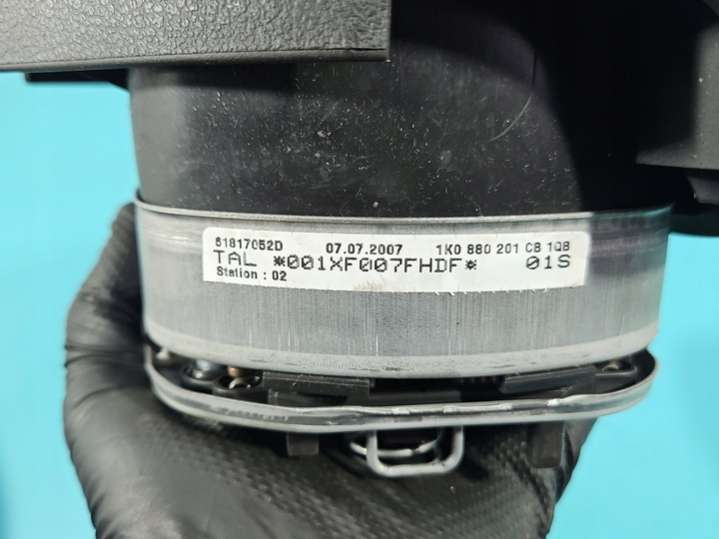 61817052D 07.07.2007 1K0 880 201 CB 1QB
TAL *001XF007FHDF* 01S
Station : 02